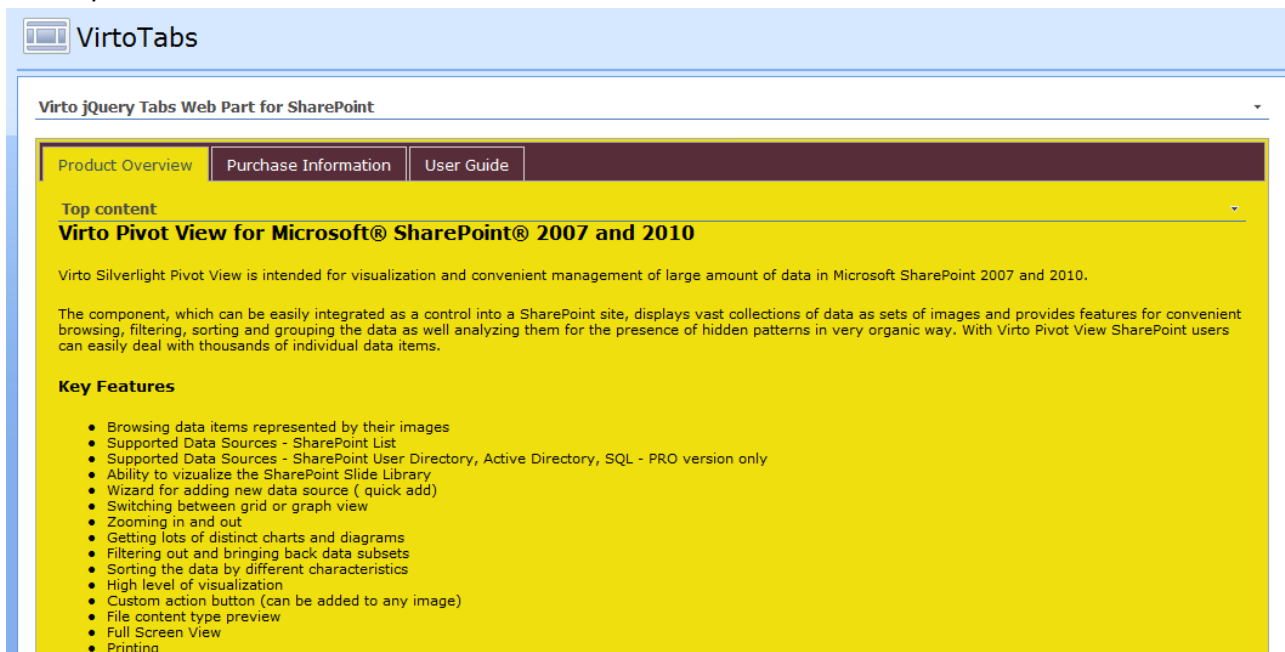 VirtoTabs
Virto jQuery Tabs Web Part for SharePoint
Product Overview Purchase Information User Guide
Top content
Virto Pivot View for Microsoft® SharePoint® 2007 and 2010
Virto Silverlight Pivot View is intended for visualization and convenient management of large amount of data in Microsoft SharePoint 2007 and 2010.
The component, which can be easily integrated as a control into a SharePoint site, displays vast collections of data as sets of images and provides features for convenient
browsing, filtering, sorting and grouping the data as well analyzing them for the presence of hidden patterns in very organic way. With Virto Pivot View SharePoint users
can easily deal with thousands of individual data items.
Key Features
• Browsing data items represented by their images
• Supported Data Sources - SharePoint List
• Supported Data Sources - SharePoint User Directory, Active Directory, SQL - PRO version only
• Ability to vizualize the SharePoint Slide Library
• Wizard for adding new data source ( quick add)
• Switching between grid or graph view
• Zooming in and out
• Getting lots of distinct charts and diagrams
• Filtering out and bringing back data subsets
• Sorting the data by different characteristics
• High level of visualization
• Custom action button (can be added to any image)
• File content type preview
• Full Screen View
• Printing